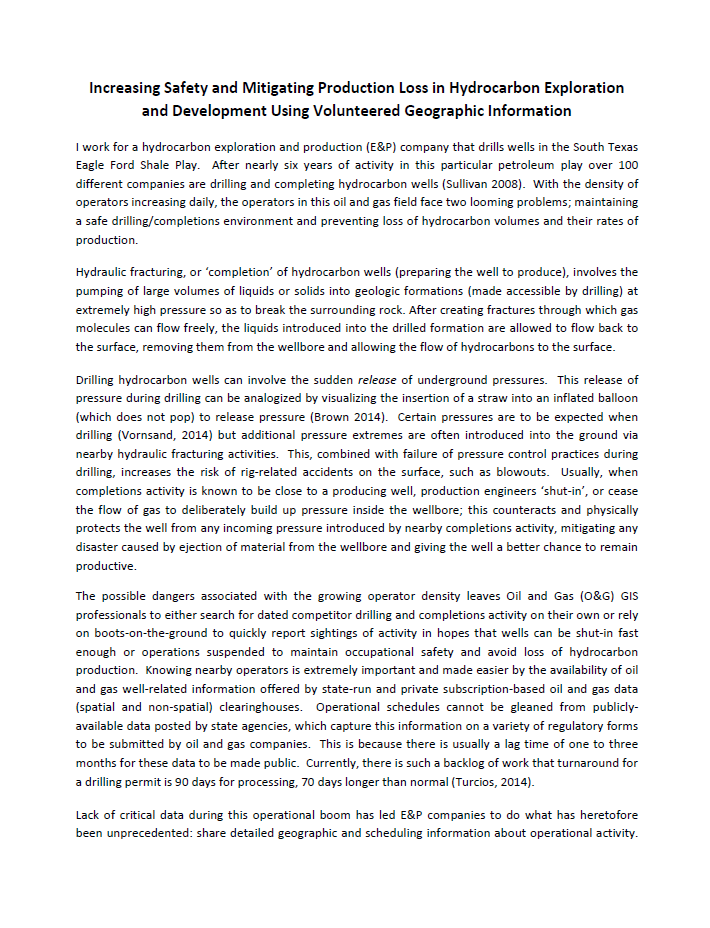 Increasing Safety and Mitigating Production Loss in Hydrocarbon Exploration
and Development Using Volunteered Geographic Information
I work for a hydrocarbon exploration and production (E&P) company that drills wells in the South Texas
Eagle Ford Shale Play. After nearly six years of activity in this particular petroleum play over 100
different companies are drilling and completing hydrocarbon wells (Sullivan 2008). With the density of
operators increasing daily, the operators in this oil and gas field face two looming problems; maintaining
a safe drilling/completions environment and preventing loss of hydrocarbon volumes and their rates of
production.
Hydraulic fracturing, or ‘completion’ of hydrocarbon wells (preparing the well to produce), involves the
pumping of large volumes of liquids or solids into geologic formations (made accessible by drilling) at
extremely high pressure so as to break the surrounding rock. After creating fractures through which gas
molecules can flow freely, the liquids introduced into the drilled formation are allowed to flow back to
the surface, removing them from the wellbore and allowing the flow of hydrocarbons to the surface.
Drilling hydrocarbon wells can involve the sudden release of underground pressures. This release of
pressure during drilling can be analogized by visualizing the insertion of a straw into an inflated balloon
(which does not pop) to release pressure (Brown 2014). Certain pressures are to be expected when
drilling (Vornsand, 2014) but additional pressure extremes are often introduced into the ground via
nearby hydraulic fracturing activities. This, combined with failure of pressure control practices during
drilling, increases the risk of rig-related accidents on the surface, such as blowouts. Usually, when
completions activity is known to be close to a producing well, production engineers ‘shut-in’, or cease
the flow of gas to deliberately build up pressure inside the wellbore; this counteracts and physically
protects the well from any incoming pressure introduced by nearby completions activity, mitigating any
disaster caused by ejection of material from the wellbore and giving the well a better chance to remain
productive.
The possible dangers associated with the growing operator density leaves Oil and Gas (O&G) GIS
professionals to either search for dated competitor drilling and completions activity on their own or rely
on boots-on-the-ground to quickly report sightings of activity in hopes that wells can be shut-in fast
enough or operations suspended to maintain occupational safety and avoid loss of hydrocarbon
production. Knowing nearby operators is extremely important and made easier by the availability of oil
and gas well-related information offered by state-run and private subscription-based oil and gas data
(spatial and non-spatial) clearinghouses. Operational schedules cannot be gleaned from publicly-
available data posted by state agencies, which capture this information on a variety of regulatory forms
to be submitted by oil and gas companies. This is because there is usually a lag time of one to three
months for these data to be made public. Currently, there is such a backlog of work that turnaround for
a drilling permit is 90 days for processing, 70 days longer than normal (Turcios, 2014).
Lack of critical data during this operational boom has led E&P companies to do what has heretofore
been unprecedented: share detailed geographic and scheduling information about operational activity.